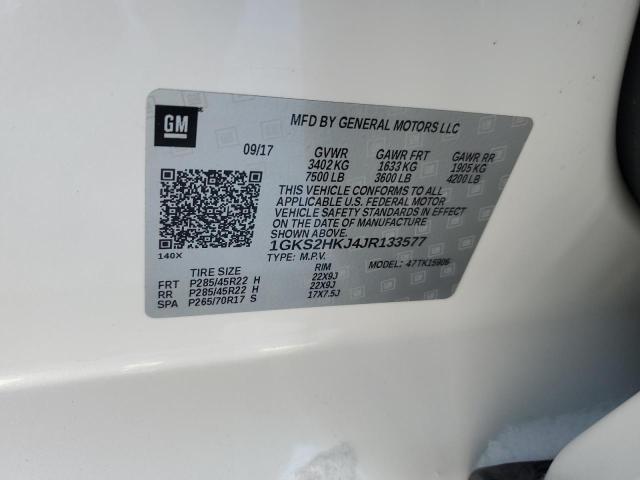 GM
MFD BY GENERAL MOTORS LLC
09/17 GVWR GAWR FRT GAWR RR
3402 KG 1633 KG 1905 KG
7500 LB 3600 LB 4200 LB
THIS VEHICLE CONFORMS TO ALL
APPLICABLE U.S. FEDERAL MOTOR
VEHICLE SAFETY STANDARDS IN EFFECT
ON THE DATE OF MANUFACTURE SHOWN ABOVE.
140X
1GKS2HKJ4JR133577
TYPE: M.P.V. MODEL: 47TK15906
TIRE SIZE RIM
FRT P285/45R22 H 22X9J
RR P285/45R22 H 22X9J
SPA P265/70R17 S 17X7.5J